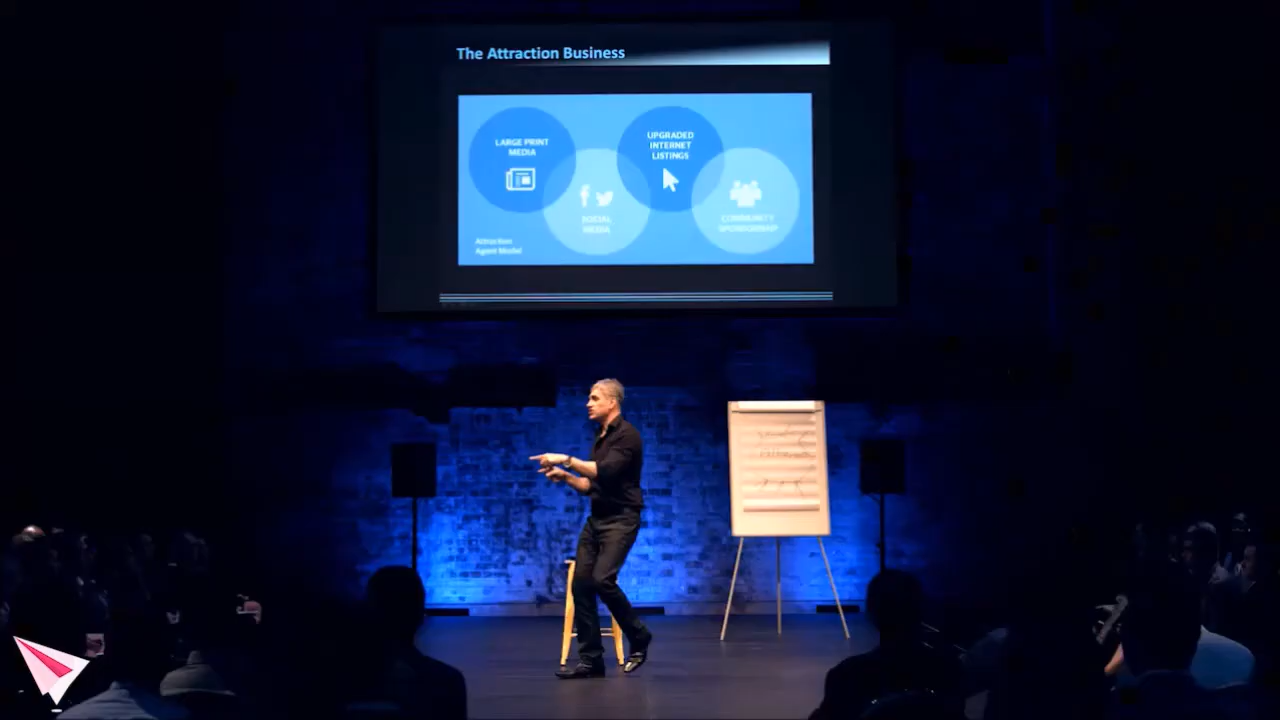 The Attraction Business
LARGE PRINT
MEDIA
UPGRADED
INTERNET
LISTINGS
SOCIAL
MEDIA
COMMUNITY
SPONSORSHIP
Attraction
Agent Model